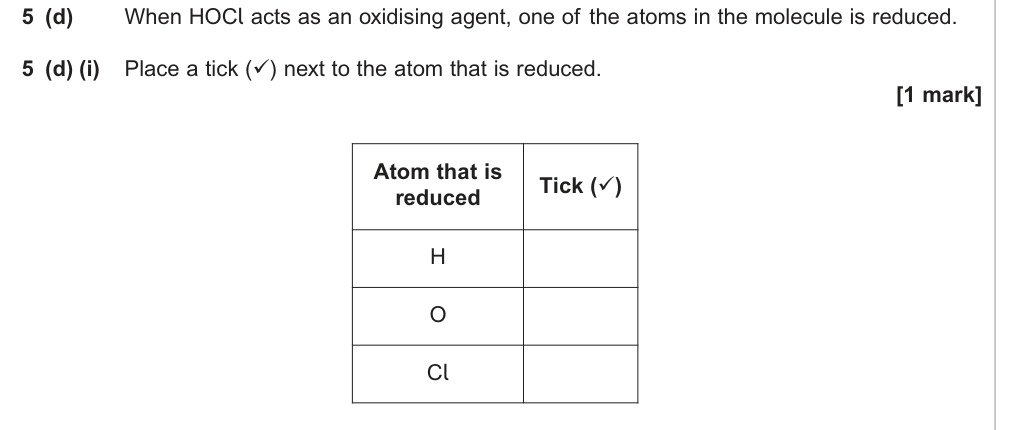 5 (d) When HOCl acts as an oxidising agent, one of the atoms in the molecule is reduced.
5 (d) (i) Place a tick (✓) next to the atom that is reduced.
[1 mark]
Atom that is
reduced
Tick (✓)
H
O
Cl